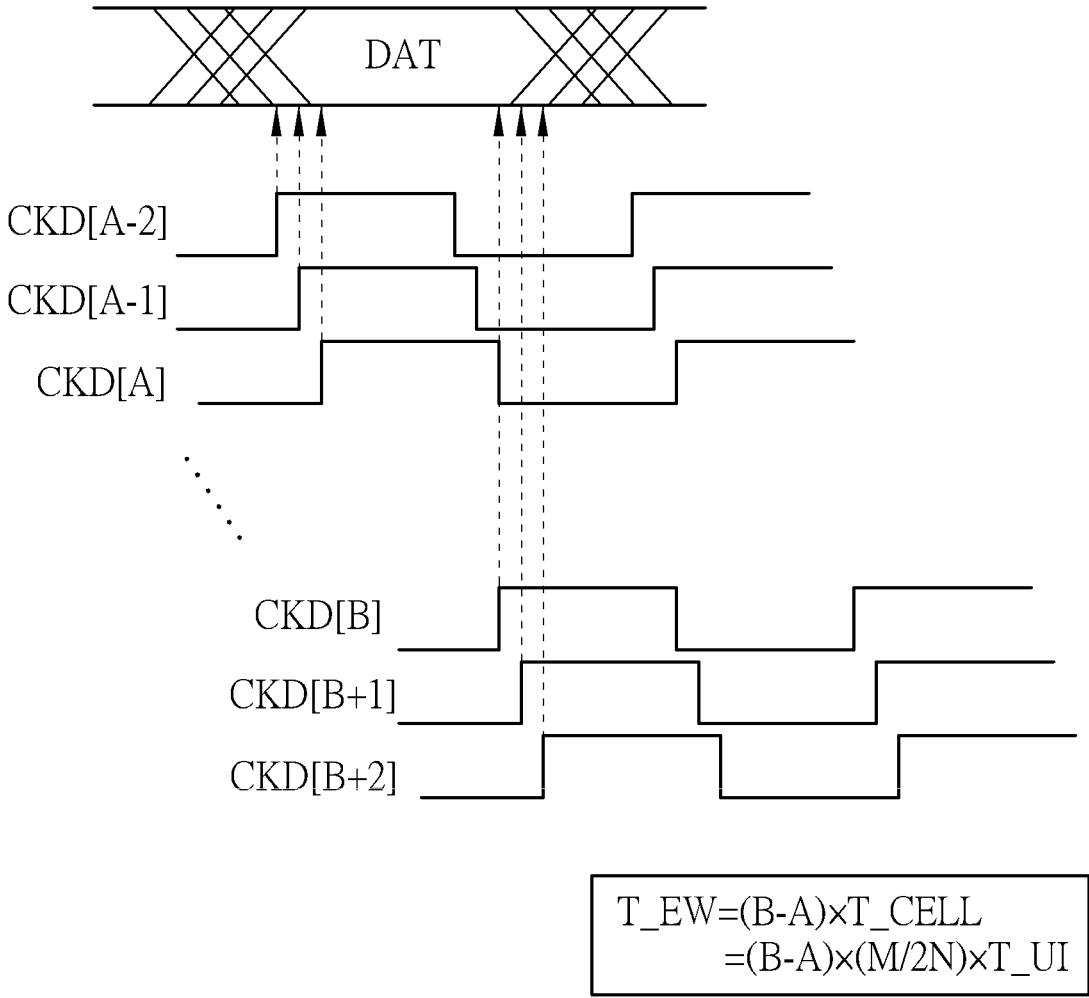 DAT
CKD[A-2]
CKD[A-1]
CKD[A]
CKD[B]
CKD[B+1]
CKD[B+2]
T_EW=(B-A)×T_CELL
=(B-A)×(M/2N)×T_UI